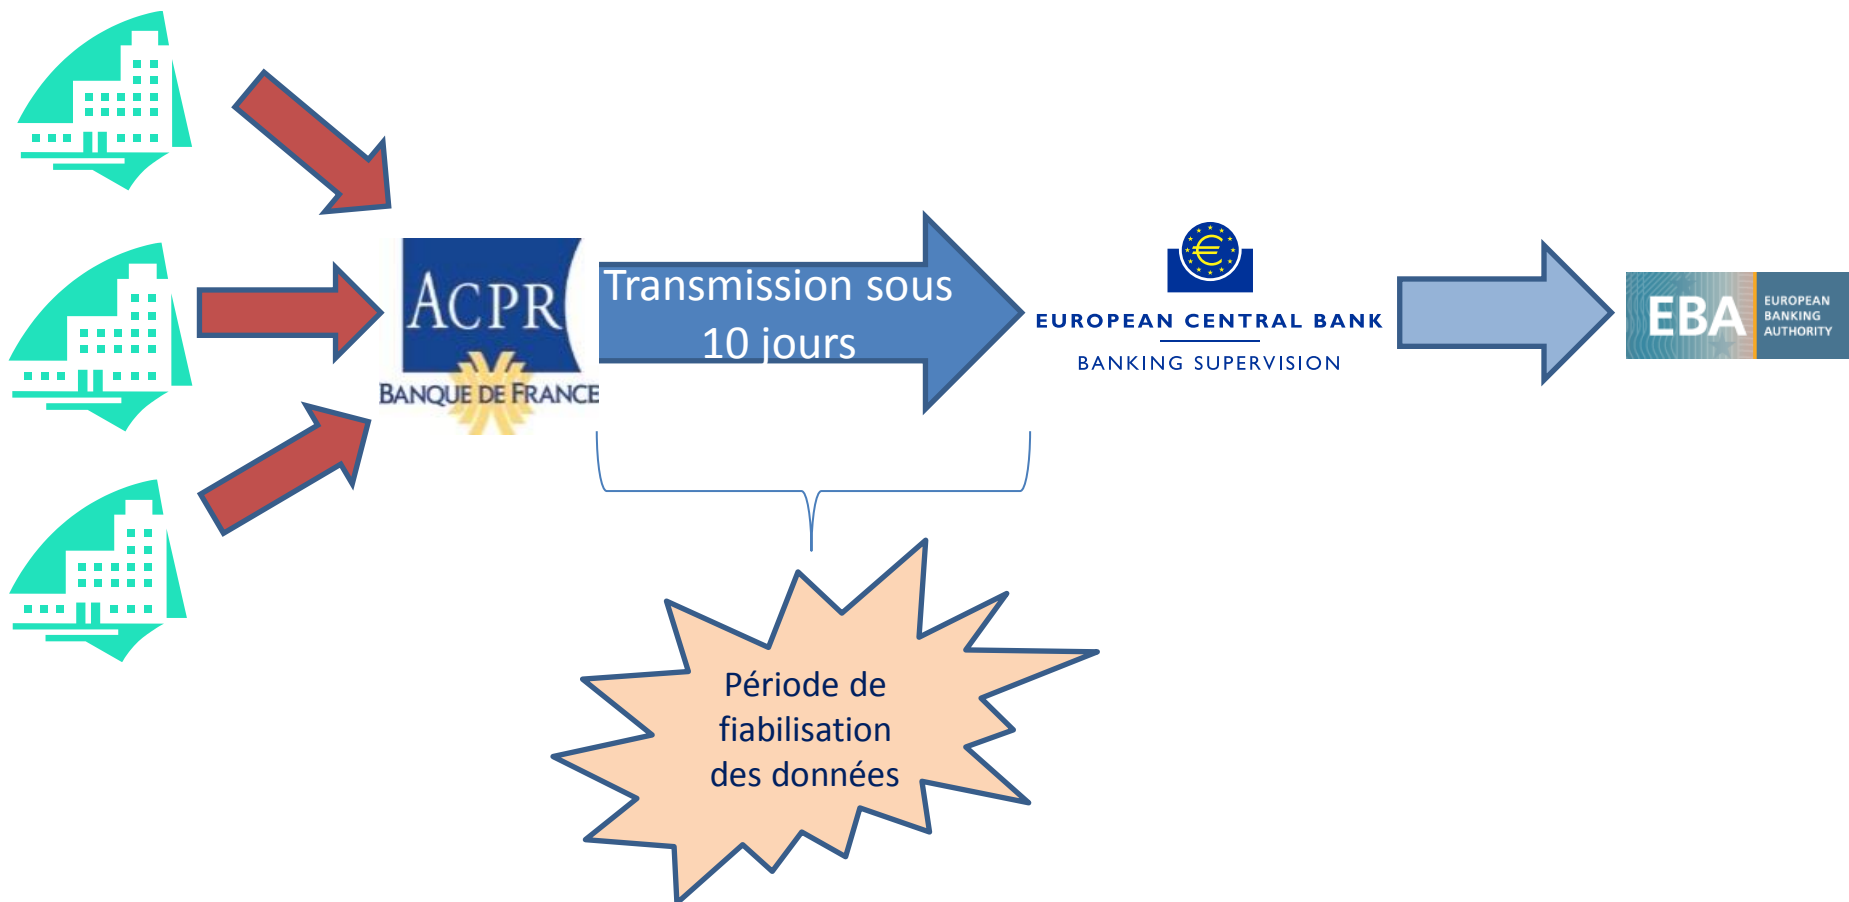 ACPR
BANQUE DE FRANCE
Transmission sous
10 jours
EUROPEAN CENTRAL BANK
BANKING SUPERVISION
EBA
EUROPEAN
BANKING
AUTHORITY
Période de
fiabilisation
des données